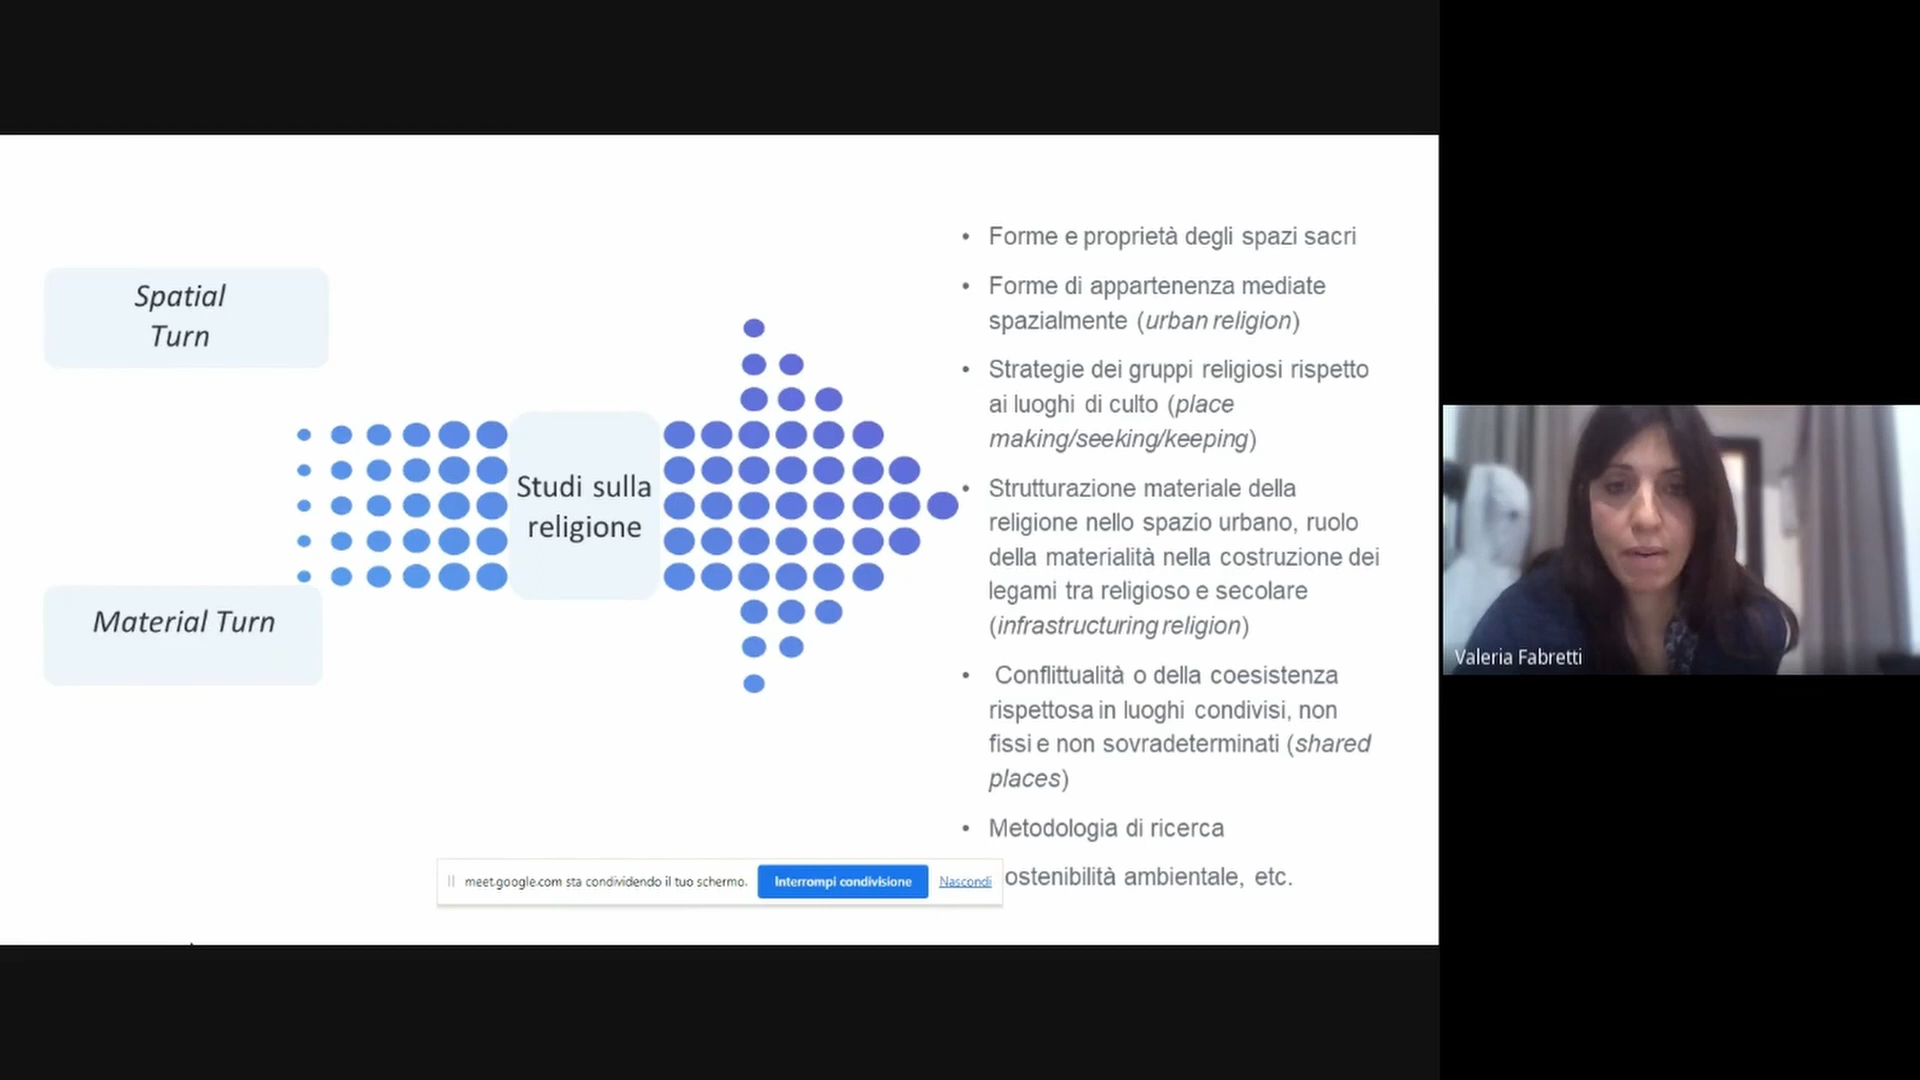 Spatial
Turn
Material Turn
Studi sulla
religione
• Forme e proprietà degli spazi sacri
• Forme di appartenenza mediate
spazialmente (urban religion)
• Strategie dei gruppi religiosi rispetto
ai luoghi di culto (place
making/seeking/keeping)
• Strutturazione materiale della
religione nello spazio urbano, ruolo
della materialità nella costruzione dei
legami tra religioso e secolare
(infrastructuring religion)
• Conflittualità o della coesistenza
rispettosa in luoghi condivisi, non
fissi e non sovradeterminati (shared
places)
• Metodologia di ricerca
ostenibilità ambientale, etc.
meet.google.com sta condividendo il tuo schermo. Interrompi condivisione Nascondi
Valeria Fabretti